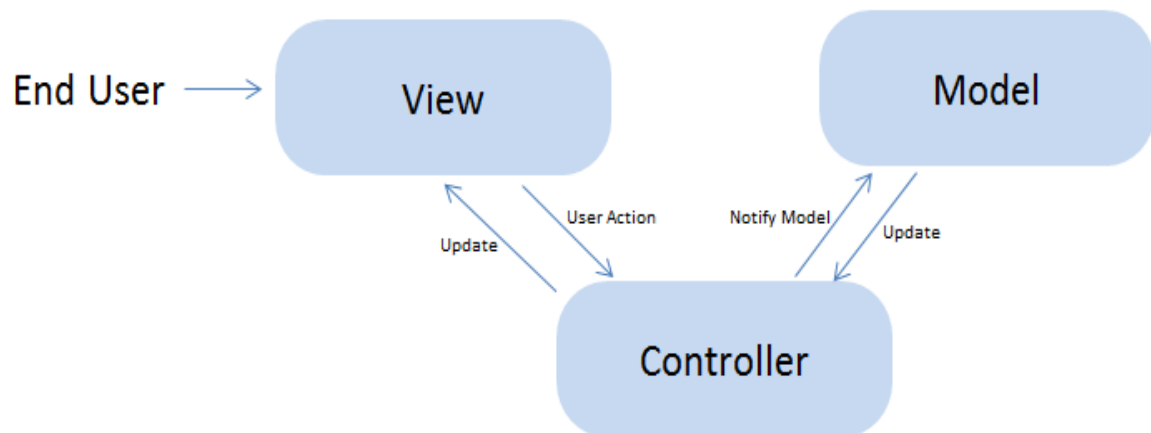 End User
View
Model
User Action
Notify Model
Update
Update
Controller